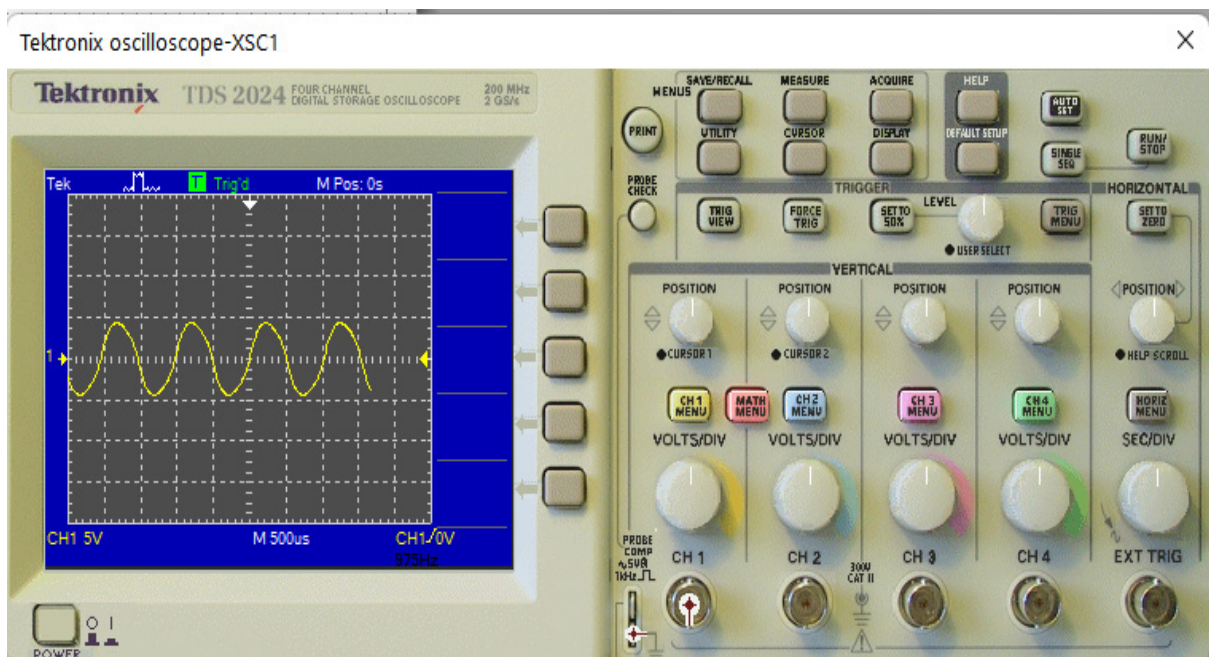 Tektronix oscilloscope-XSC1
Tektronix TDS 2024 FOUR CHANNEL DIGITAL STORAGE OSCILLOSCOPE 200 MHz 2 GS/s
Tek T Trig'd M Pos: 0s
1
CH1 5V M 500us CH1 / 0V
975Hz
POWER
O I
PRINT
PROBE CHECK
MENUS
SAVE/RECALL MEASURE ACQUIRE
UTILITY CURSOR DISPLAY
HELP
DEFAULT SETUP
AUTO SET
SINGLE SEQ
RUN/ STOP
TRIGGER
TRIG VIEW
FORCE TRIG
SET TO 50%
LEVEL
USER SELECT
TRIG MENU
HORIZONTAL
SET TO ZERO
VERTICAL
POSITION POSITION POSITION POSITION POSITION
CURSOR 1 CURSOR 2 HELP SCROLL
CH 1 MENU
MATH MENU
CH 2 MENU
CH 3 MENU
CH 4 MENU
HORIZ MENU
VOLTS/DIV VOLTS/DIV VOLTS/DIV VOLTS/DIV SEC/DIV
PROBE COMP
~5V@
1kHz
CH 1 CH 2 CH 3 CH 4 EXT TRIG
300V
CAT II